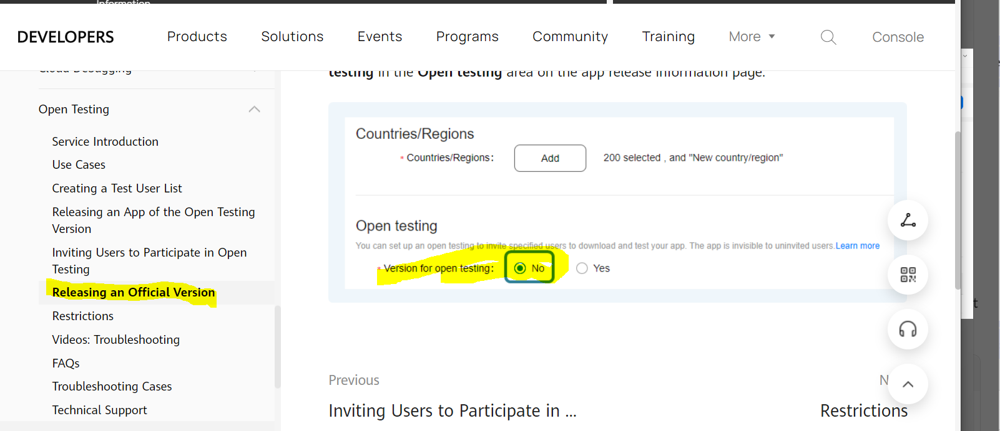 Information
DEVELOPERS
Products
Solutions
Events
Programs
Community
Training
More
Console
Cloud Debugging
Open Testing
Service Introduction
Use Cases
Creating a Test User List
Releasing an App of the Open Testing
Version
Inviting Users to Participate in Open
Testing
Releasing an Official Version
Restrictions
Videos: Troubleshooting
FAQs
Troubleshooting Cases
Technical Support
testing in the Open testing area on the app release information page.
Countries/Regions
* Countries/Regions:
Add
200 selected , and "New country/region"
Open testing
You can set up an open testing to invite specified users to download and test your app. The app is invisible to uninvited users.Learn more
* Version for open testing:
No
Yes
Previous
N
Inviting Users to Participate in ...
Restrictions
t